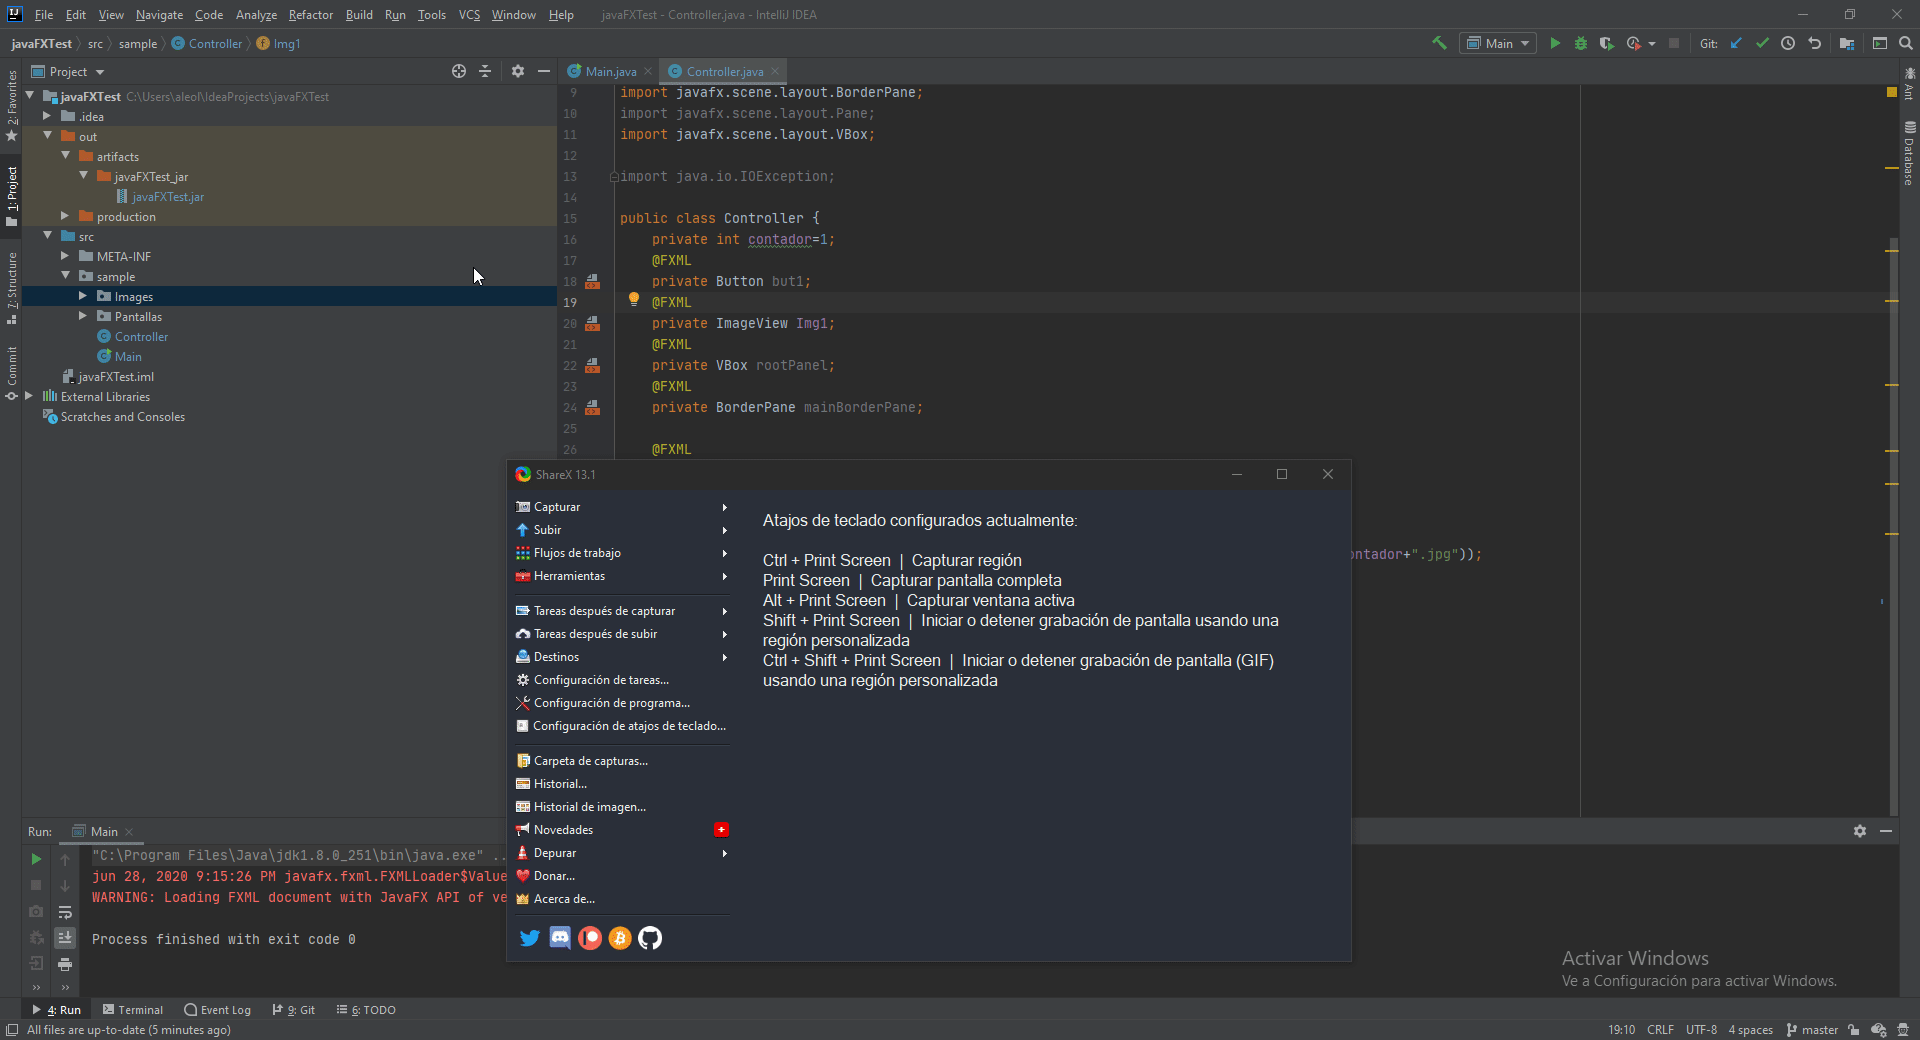 File Edit View Navigate Code Analyze Refactor Build Run Tools VCS Window Help javaFXTest - Controller.java - IntelliJ IDEA
javaFXTest src sample Controller Img1 Main Git:
Project
Main.java Controller.java
2: Favorites
1: Project
7: Structure
Commit
Ant
Database
javaFXTest C:\Users\aleol\IdeaProjects\javaFXTest
.idea
out
artifacts
javaFXTest_jar
javaFXTest.jar
production
src
META-INF
sample
Images
Pantallas
Controller
Main
javaFXTest.iml
External Libraries
Scratches and Consoles
9 import javafx.scene.layout.BorderPane;
10 import javafx.scene.layout.Pane;
11 import javafx.scene.layout.VBox;
12
13 import java.io.IOException;
14
15 public class Controller {
16 private int contador=1;
17 @FXML
18 private Button but1;
19 @FXML
20 private ImageView Img1;
21 @FXML
22 private VBox rootPanel;
23 @FXML
24 private BorderPane mainBorderPane;
25
26 @FXML
ontador+".jpg"));
ShareX 13.1
Capturar
Subir
Flujos de trabajo
Herramientas
Tareas después de capturar
Tareas después de subir
Destinos
Configuración de tareas...
Configuración de programa...
Configuración de atajos de teclado...
Carpeta de capturas...
Historial...
Historial de imagen...
Novedades
Depurar
Donar...
Acerca de...
Atajos de teclado configurados actualmente:
Ctrl + Print Screen | Capturar región
Print Screen | Capturar pantalla completa
Alt + Print Screen | Capturar ventana activa
Shift + Print Screen | Iniciar o detener grabación de pantalla usando una
región personalizada
Ctrl + Shift + Print Screen | Iniciar o detener grabación de pantalla (GIF)
usando una región personalizada
Run: Main
"C:\Program Files\Java\jdk1.8.0_251\bin\java.exe" ..
jun 28, 2020 9:15:26 PM javafx.fxml.FXMLLoader$Value
WARNING: Loading FXML document with JavaFX API of ve
Process finished with exit code 0
Activar Windows
Ve a Configuración para activar Windows.
4: Run Terminal Event Log 9: Git 6: TODO
All files are up-to-date (5 minutes ago) 19:10 CRLF UTF-8 4 spaces master